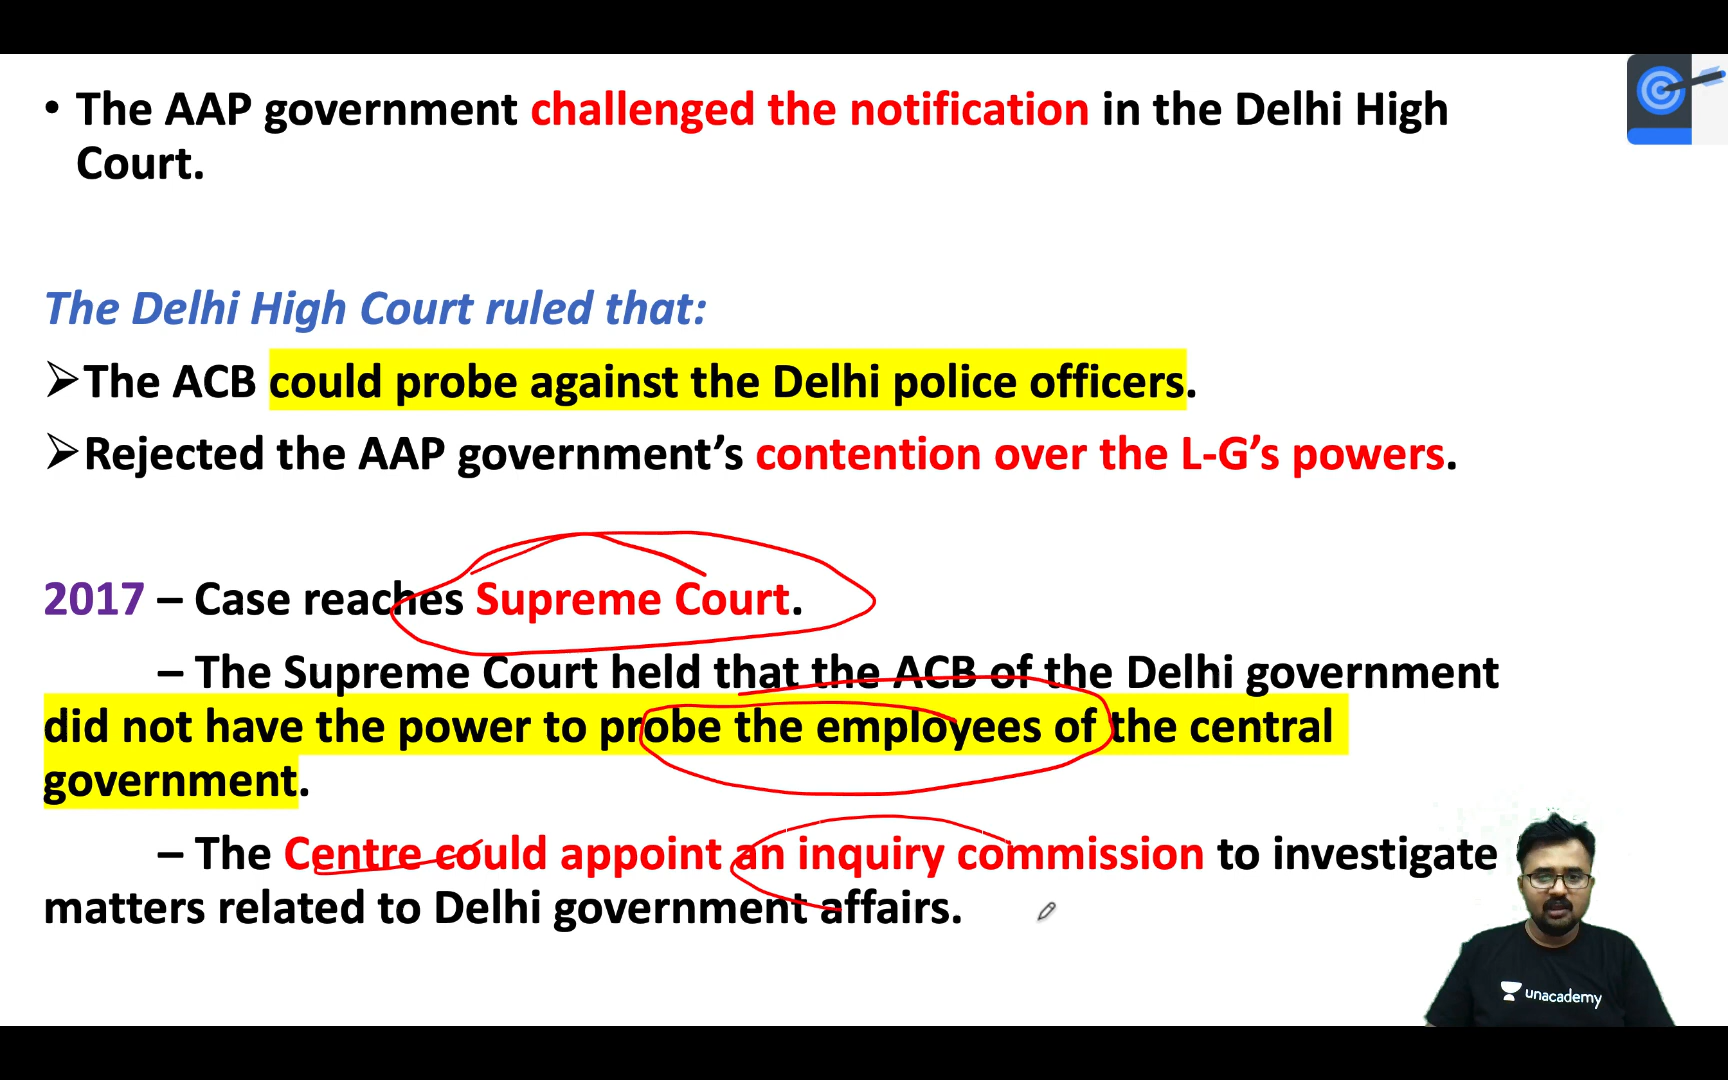 • The AAP government challenged the notification in the Delhi High
Court.
The Delhi High Court ruled that:
➢The ACB could probe against the Delhi police officers.
➢Rejected the AAP government’s contention over the L-G’s powers.
2017 – Case reaches Supreme Court.
– The Supreme Court held that the ACB of the Delhi government
did not have the power to probe the employees of the central
government.
– The Centre could appoint an inquiry commission to investigate
matters related to Delhi government affairs.
unacademy